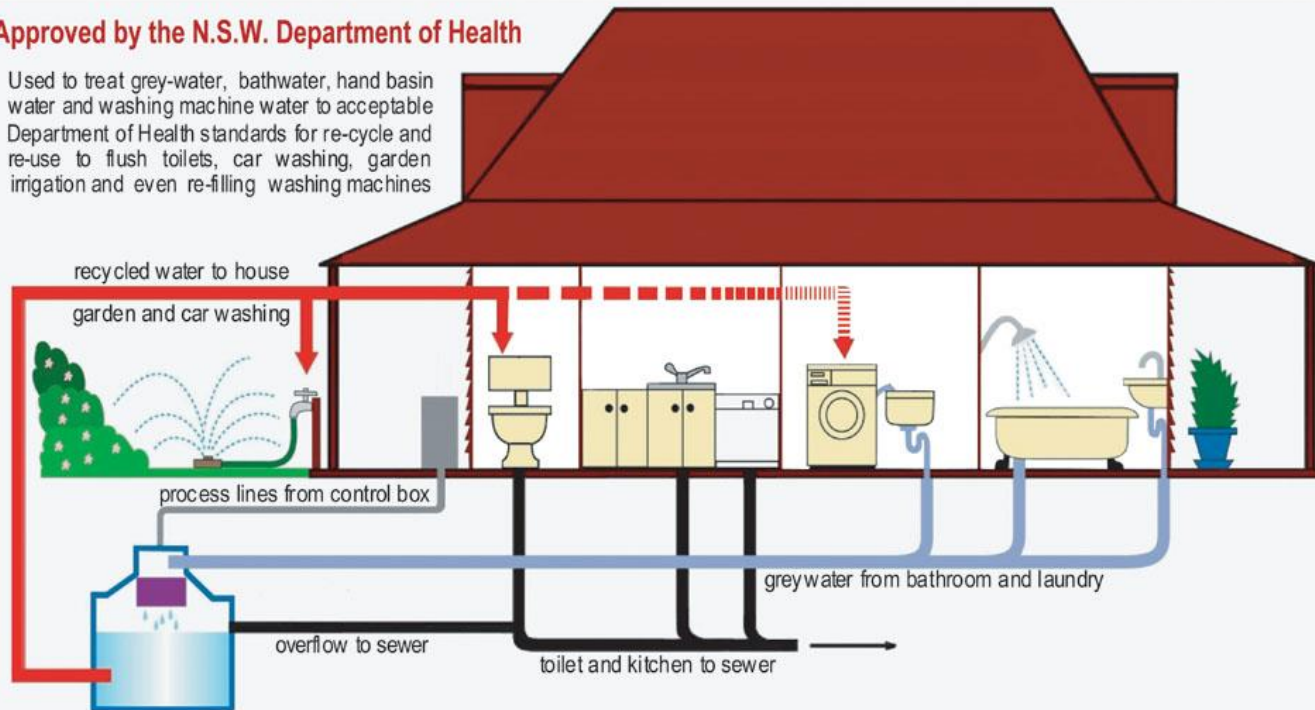 Approved by the N.S.W. Department of Health
Used to treat grey-water, bathwater, hand basin
water and washing machine water to acceptable
Department of Health standards for re-cycle and
re-use to flush toilets, car washing, garden
irrigation and even re-filling washing machines
recycled water to house
garden and car washing
process lines from control box
greywater from bathroom and laundry
overflow to sewer
toilet and kitchen to sewer